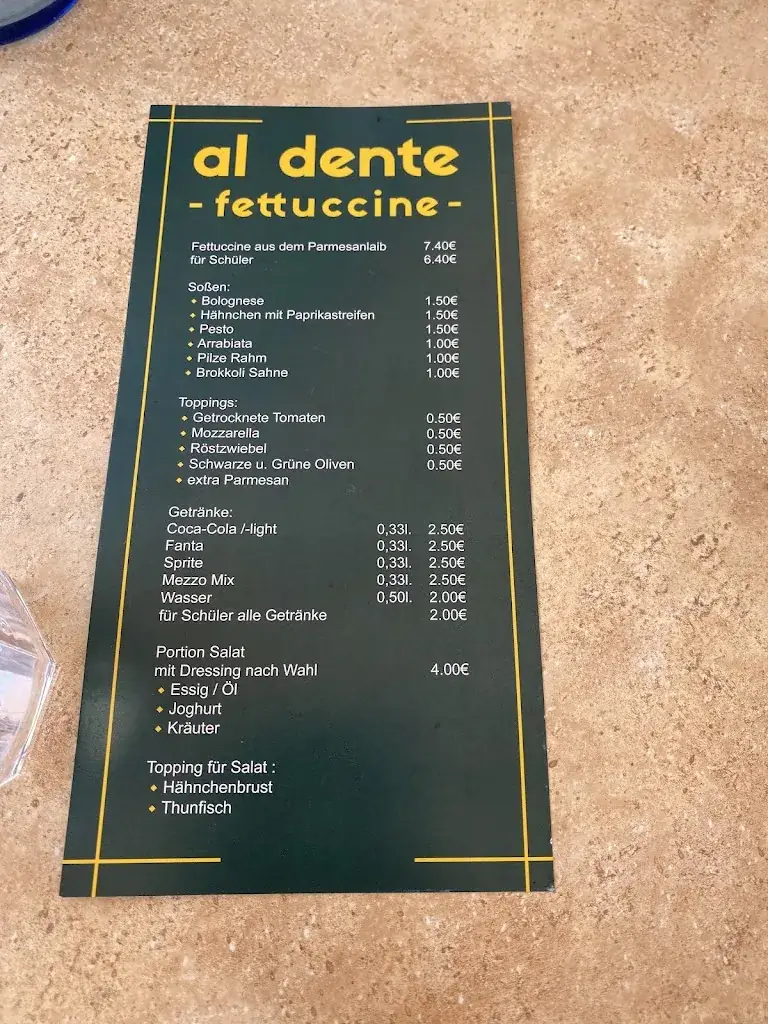 al dente
- fettuccine -
Fettuccine aus dem Parmesanlaib 7.40€
für Schüler 6.40€
Soßen:
Bolognese 1.50€
Hähnchen mit Paprikastreifen 1.50€
Pesto 1.50€
Arrabiata 1.00€
Pilze Rahm 1.00€
Brokkoli Sahne 1.00€
Toppings:
Getrocknete Tomaten 0.50€
Mozzarella 0.50€
Röstzwiebel 0.50€
Schwarze u. Grüne Oliven 0.50€
extra Parmesan
Getränke:
Coca-Cola /-light 0,33l. 2.50€
Fanta 0,33l. 2.50€
Sprite 0,33l. 2.50€
Mezzo Mix 0,33l. 2.50€
Wasser 0,50l. 2.00€
für Schüler alle Getränke 2.00€
Portion Salat
mit Dressing nach Wahl 4.00€
Essig / Öl
Joghurt
Kräuter
Topping für Salat :
Hähnchenbrust
Thunfisch